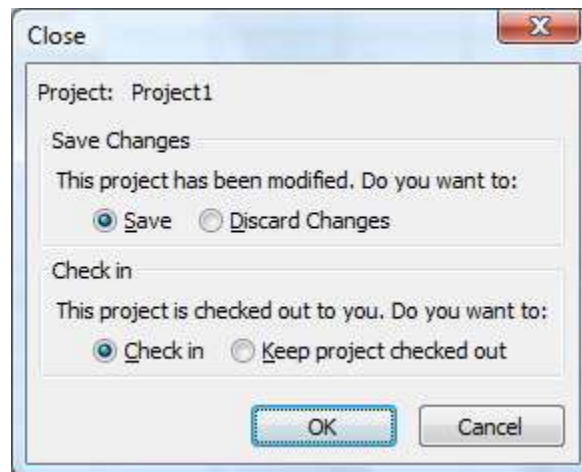 Close
Project: Project1
Save Changes
This project has been modified. Do you want to:
Save Discard Changes
Check in
This project is checked out to you. Do you want to:
Check in Keep project checked out
OK Cancel